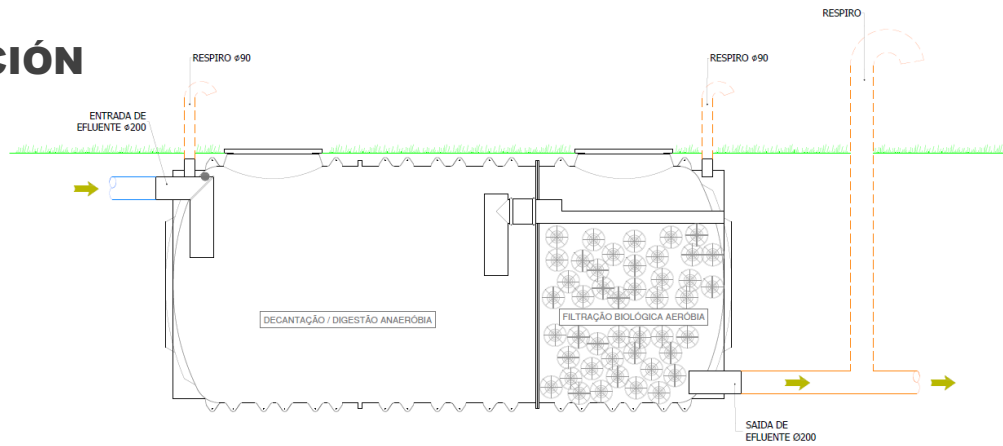 CIÓN
RESPIRO
RESPIRO ø90
RESPIRO ø90
ENTRADA DE
EFLUENTE ø200
DECANTAÇÃO / DIGESTÃO ANAERÓBIA
FILTRAÇÃO BIOLÓGICA AERÓBIA
SAIDA DE
EFLUENTE Ø200